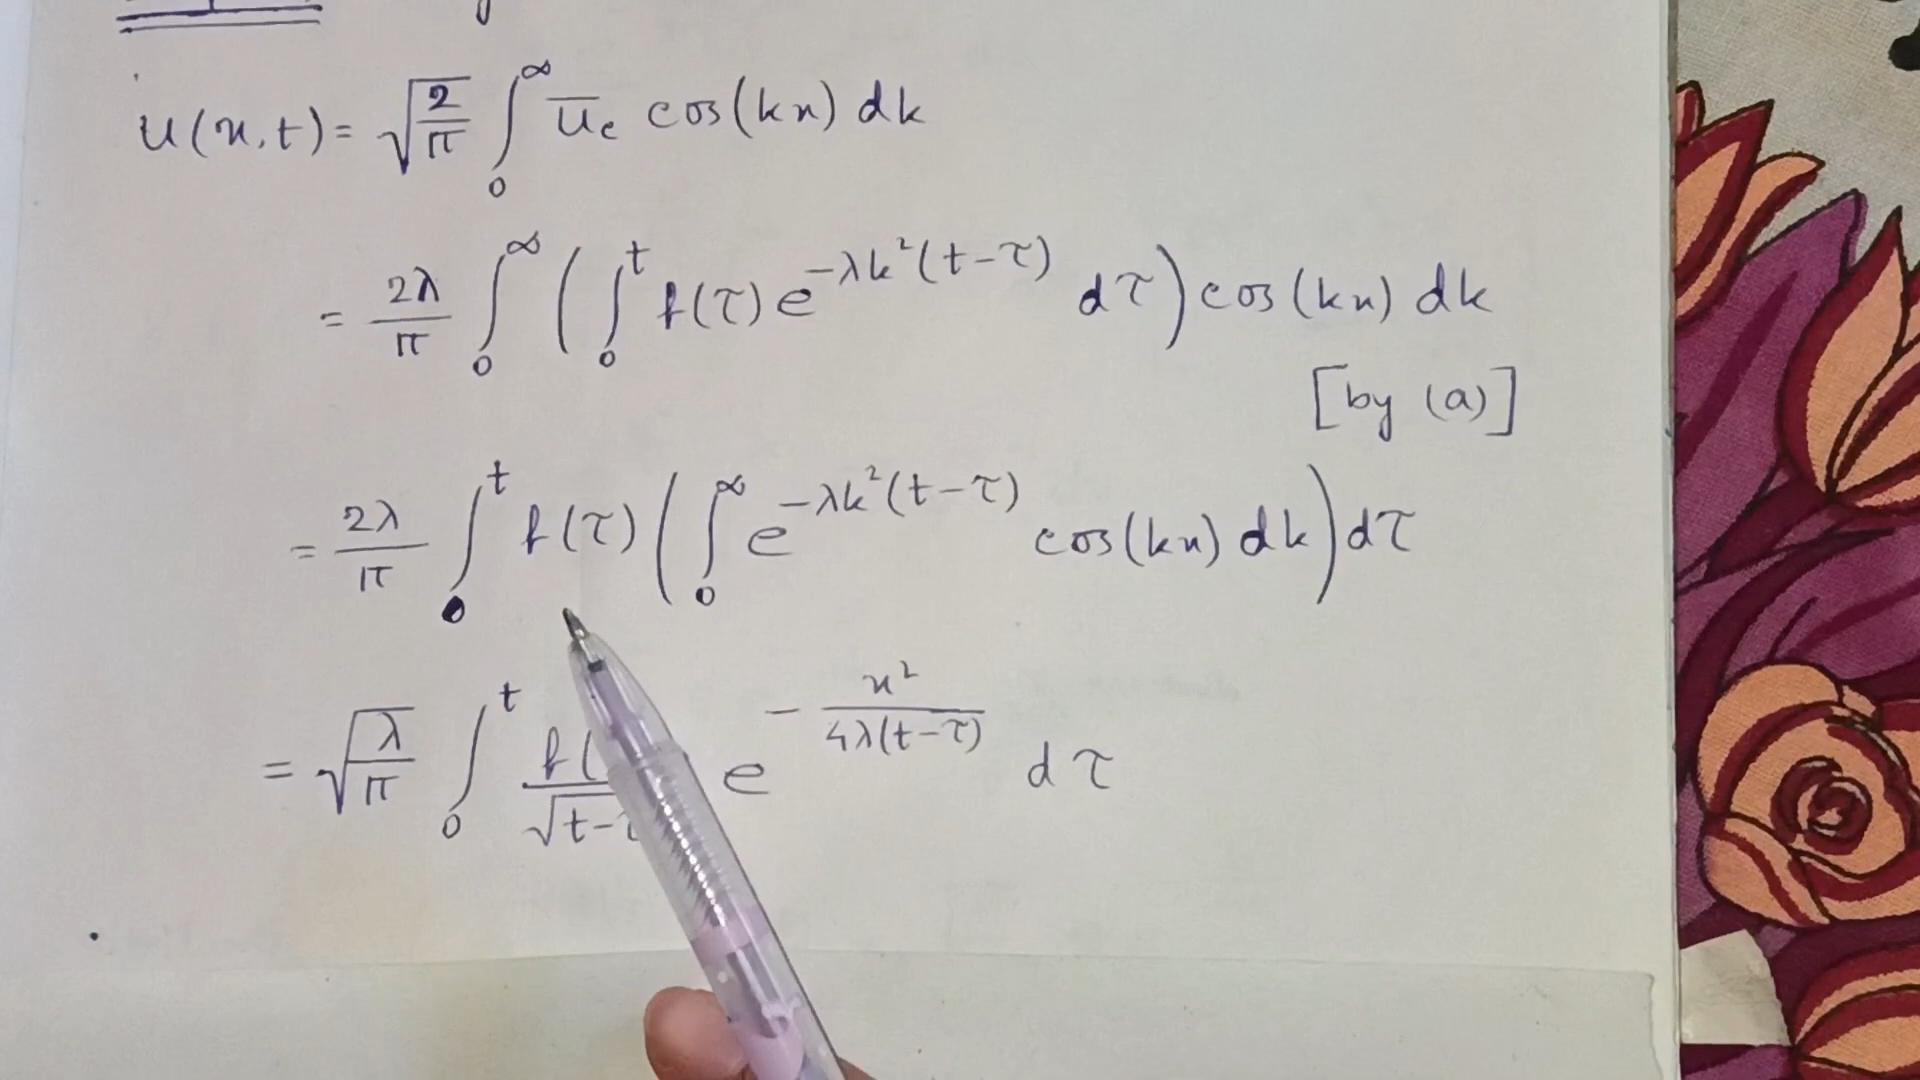 u(x,t) = √(2/π) ∫₀^∞ u̅_c cos(kx) dk
= 2λ/π ∫₀^∞ ( ∫₀^t f(τ) e^{-λk²(t-τ)} dτ ) cos(kx) dk
[by (a)]
= 2λ/π ∫₀^t f(τ) ( ∫₀^∞ e^{-λk²(t-τ)} cos(kx) dk ) dτ
= √(λ/π) ∫₀^t f( / √t- e^{- x²/4λ(t-τ)} dτ